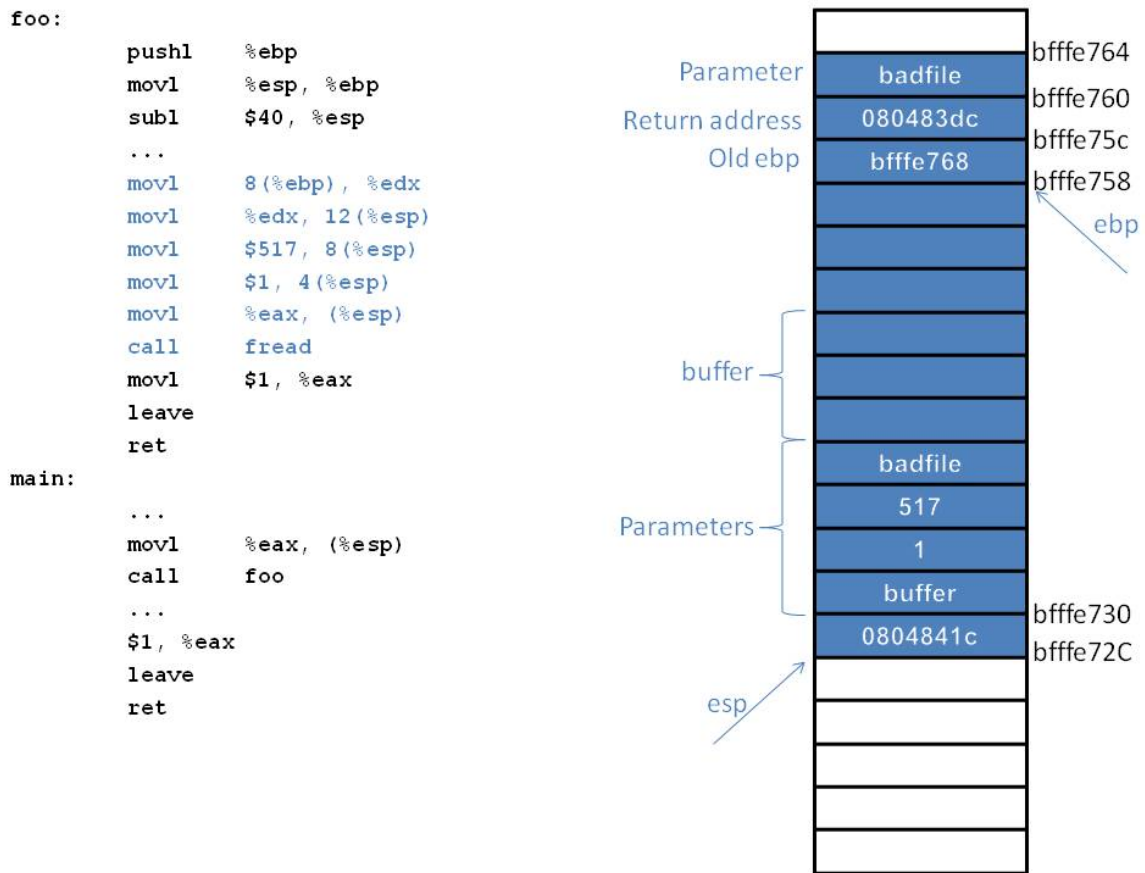 foo:
pushl %ebp
movl %esp, %ebp
subl $40, %esp
...
movl 8(%ebp), %edx
movl %edx, 12(%esp)
movl $517, 8(%esp)
movl $1, 4(%esp)
movl %eax, (%esp)
call fread
movl $1, %eax
leave
ret
main:
...
movl %eax, (%esp)
call foo
...
$1, %eax
leave
ret
Parameter
Return address
Old ebp
buffer
Parameters
esp
badfile
080483dc
bfffe768
badfile
517
1
buffer
0804841c
bfffe764
bfffe760
bfffe75c
bfffe758
ebp
bfffe730
bfffe72C